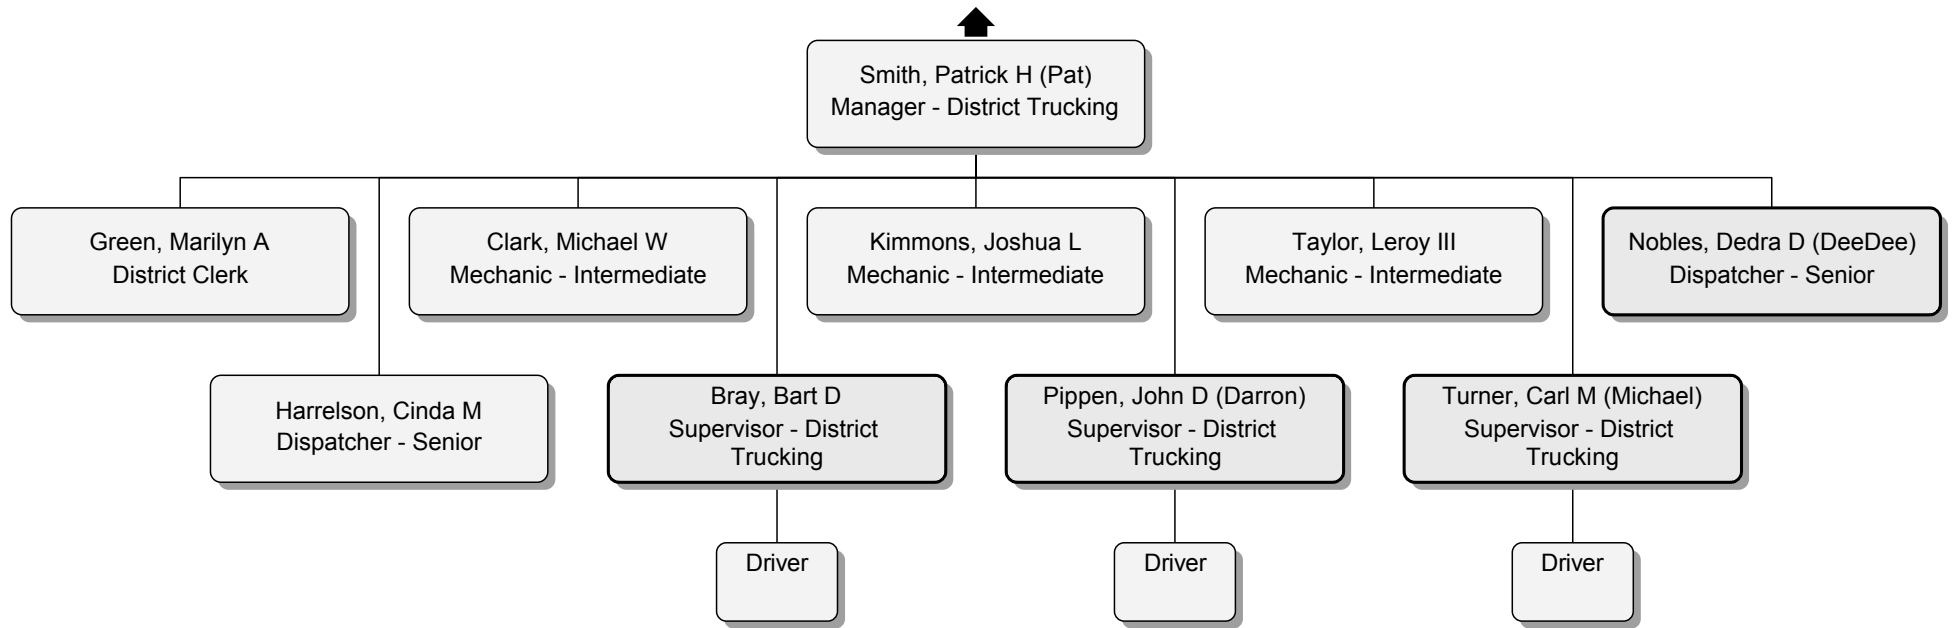 Smith, Patrick H (Pat)
Manager - District Trucking
Green, Marilyn A
District Clerk
Clark, Michael W
Mechanic - Intermediate
Kimmons, Joshua L
Mechanic - Intermediate
Taylor, Leroy III
Mechanic - Intermediate
Nobles, Dedra D (DeeDee)
Dispatcher - Senior
Harrelson, Cinda M
Dispatcher - Senior
Bray, Bart D
Supervisor - District
Trucking
Pippen, John D (Darron)
Supervisor - District
Trucking
Turner, Carl M (Michael)
Supervisor - District
Trucking
Driver
Driver
Driver